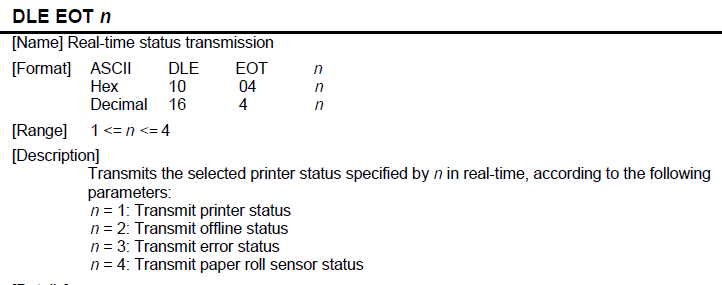 DLE EOT n
[Name] Real-time status transmission
[Format] ASCII DLE EOT n
Hex 10 04 n
Decimal 16 4 n
[Range] 1 <= n <= 4
[Description]
Transmits the selected printer status specified by n in real-time, according to the following
parameters:
n = 1: Transmit printer status
n = 2: Transmit offline status
n = 3: Transmit error status
n = 4: Transmit paper roll sensor status